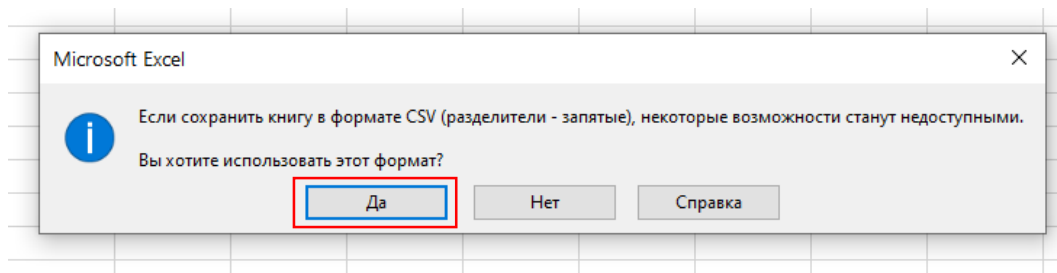 Microsoft Excel
Если сохранить книгу в формате CSV (разделители - запятые), некоторые возможности станут недоступными.
Вы хотите использовать этот формат?
Да Нет Справка